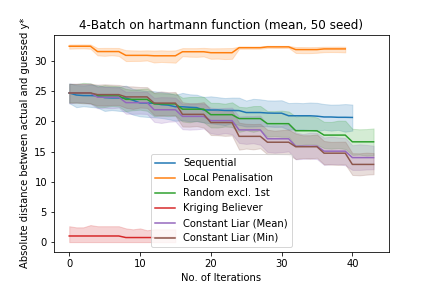 4-Batch on hartmann function (mean, 50 seed)
Absolute distance between actual and guessed y*
30
25
20
15
10
5
0
Sequential
Local Penalisation
Random excl. 1st
Kriging Believer
Constant Liar (Mean)
Constant Liar (Min)
0 10 20 30 40
No. of Iterations